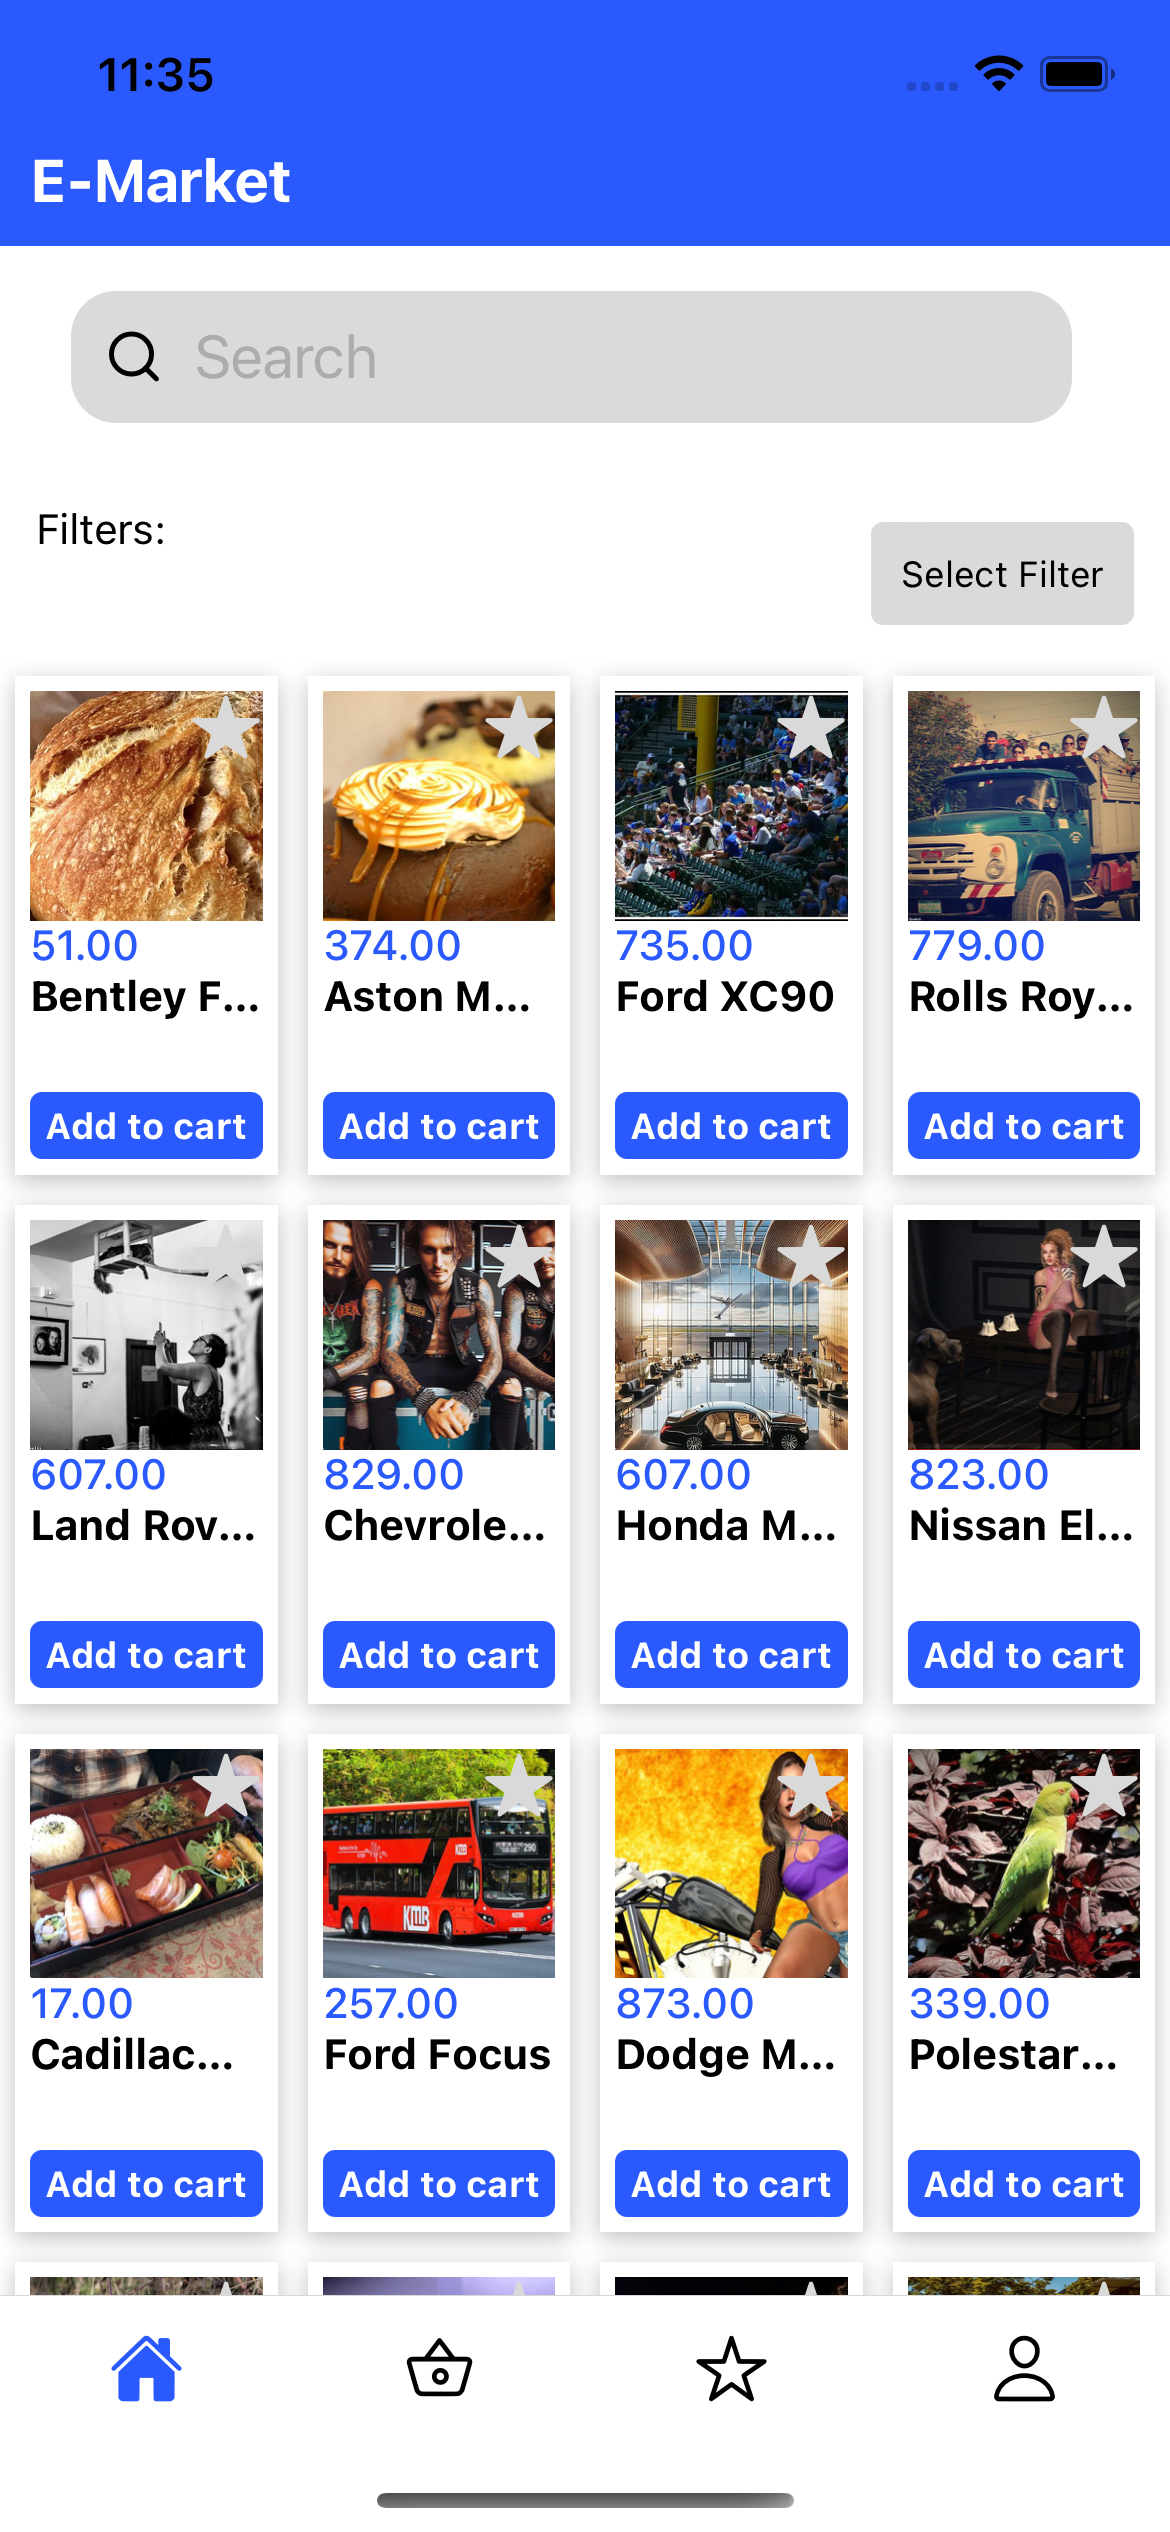 11:35
E-Market
Search
Filters:
Select Filter
51.00
Bentley F...
Add to cart
374.00
Aston M...
Add to cart
735.00
Ford XC90
Add to cart
779.00
Rolls Roy...
Add to cart
607.00
Land Rov...
Add to cart
829.00
Chevrole...
Add to cart
607.00
Honda M...
Add to cart
823.00
Nissan El...
Add to cart
17.00
Cadillac...
Add to cart
290
KMB
KMB
257.00
Ford Focus
Add to cart
873.00
Dodge M...
Add to cart
339.00
Polestar...
Add to cart